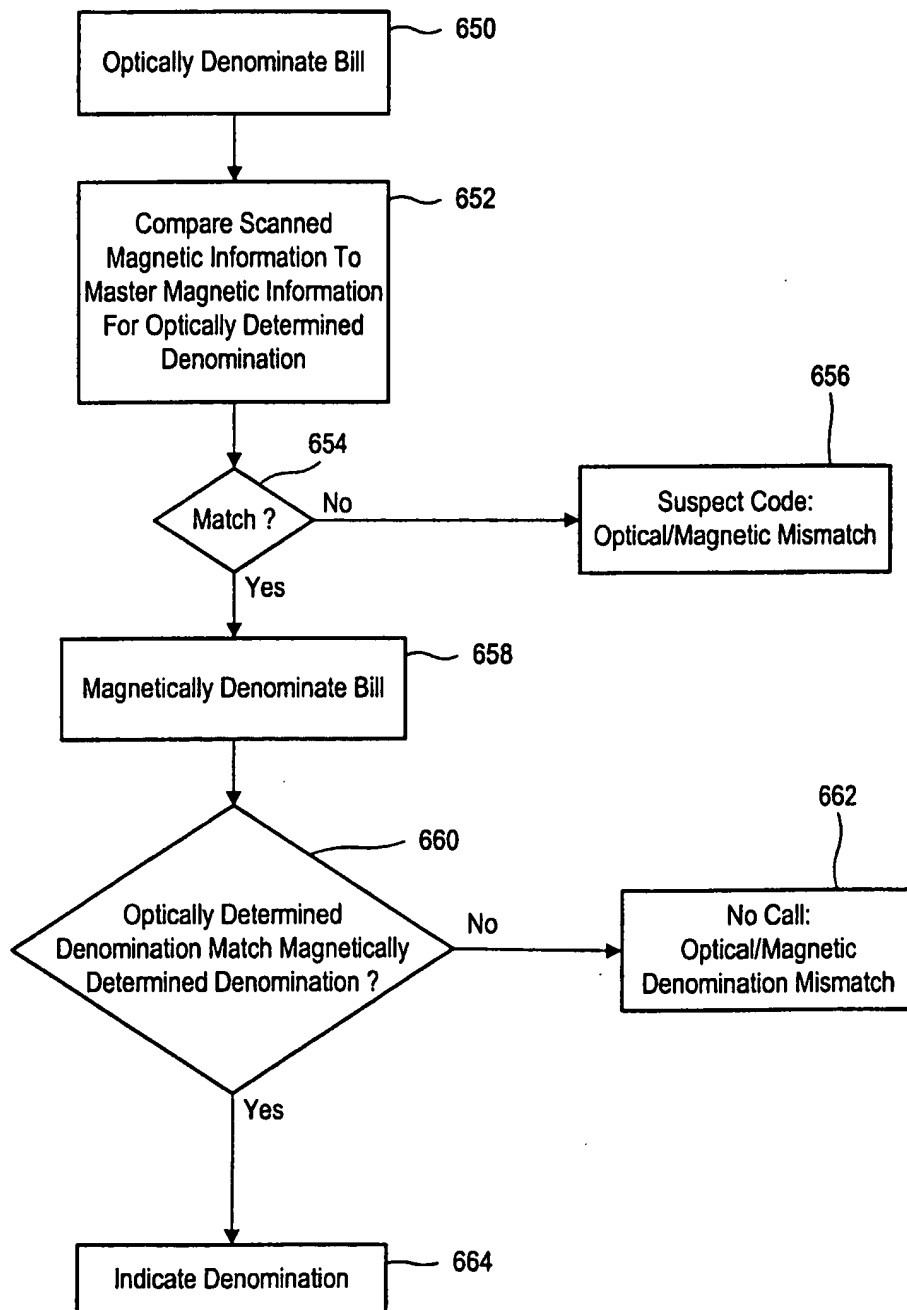 650
Optically Denominate Bill
652
Compare Scanned
Magnetic Information To
Master Magnetic Information
For Optically Determined
Denomination
654
Match ?
No
Yes
656
Suspect Code:
Optical/Magnetic Mismatch
658
Magnetically Denominate Bill
660
Optically Determined
Denomination Match Magnetically
Determined Denomination ?
No
Yes
662
No Call:
Optical/Magnetic
Denomination Mismatch
Indicate Denomination
664